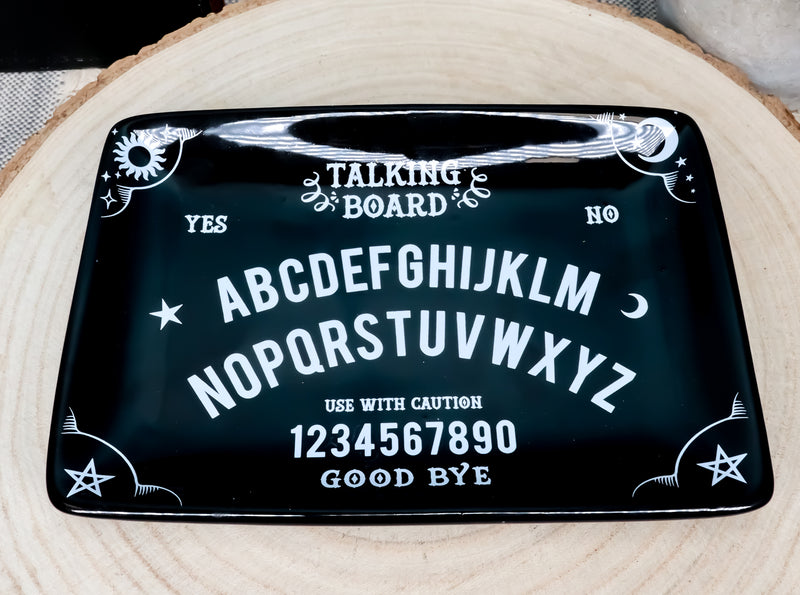 TALKING
BOARD
YES
NO
ABCDEFGHIJKLM
NOPQRSTUVWXYZ
USE WITH CAUTION
1234567890
GOOD BYE